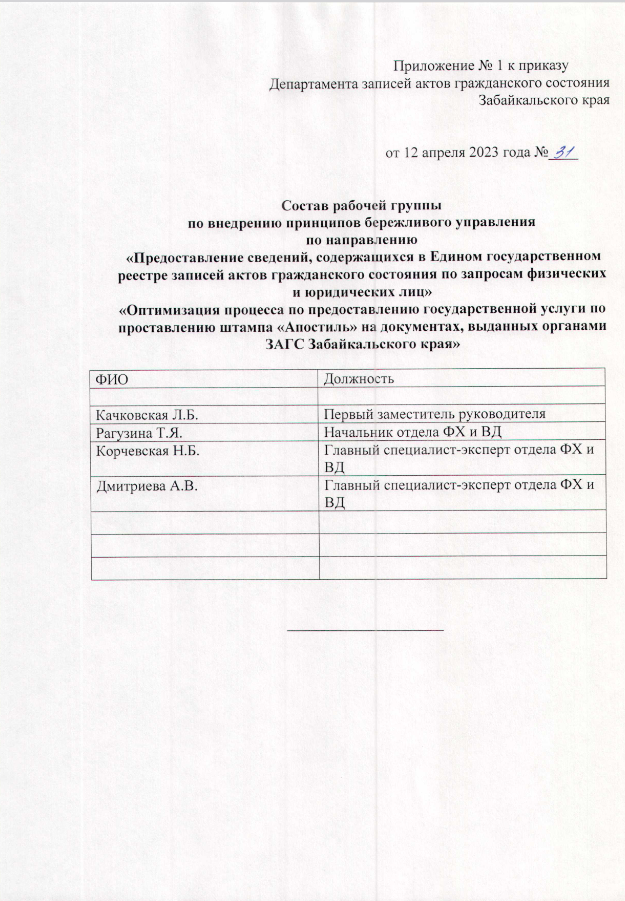 Приложение № 1 к приказу
Департамента записей актов гражданского состояния
Забайкальского края
от 12 апреля 2023 года № 31
Состав рабочей группы
по внедрению принципов бережливого управления
по направлению
«Предоставление сведений, содержащихся в Едином государственном
реестре записей актов гражданского состояния по запросам физических
и юридических лиц»
«Оптимизация процесса по предоставлению государственной услуги по
проставлению штампа «Апостиль» на документах, выданных органами
ЗАГС Забайкальского края»
ФИО Должность
Качковская Л.Б. Первый заместитель руководителя
Рагузина Т.Я. Начальник отдела ФХ и ВД
Корчевская Н.Б. Главный специалист-эксперт отдела ФХ и
ВД
Дмитриева А.В. Главный специалист-эксперт отдела ФХ и
ВД